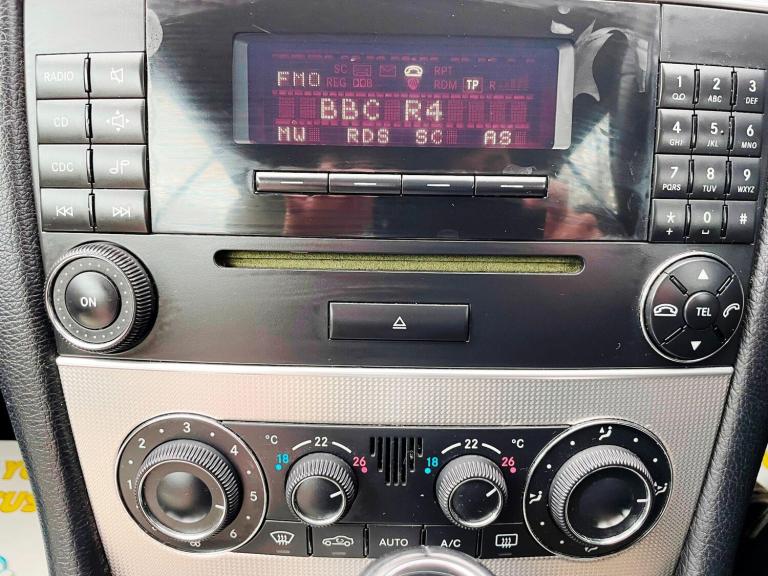 SC RPT
FM0 REG RDM TP R
BBC R4
MW RDS SC AS
RADIO
CD
CDC
1 2 ABC 3 DEF
4 GHI 5 JKL 6 MNO
7 PQRS 8 TUV 9 WXYZ
* + 0 #
ON
TEL
1 2 3 4 5 6
°C 18 22 26
18 22 26 °C
AUTO A/C